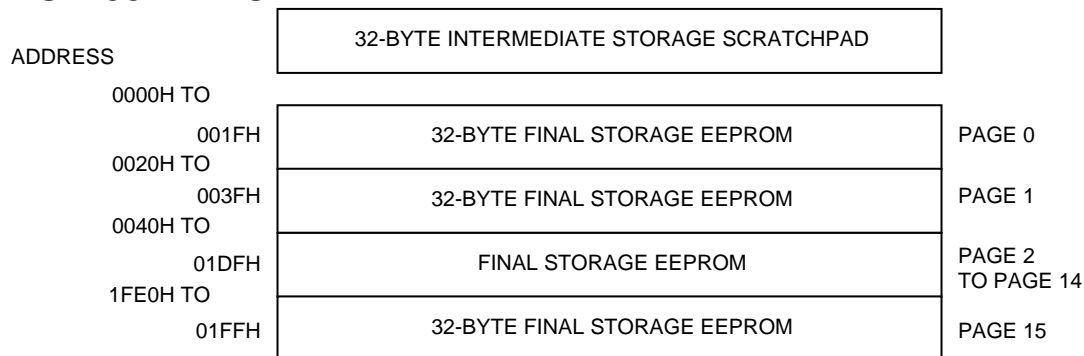 32-BYTE INTERMEDIATE STORAGE SCRATCHPAD
ADDRESS
0000H TO
001FH 32-BYTE FINAL STORAGE EEPROM PAGE 0
0020H TO
003FH 32-BYTE FINAL STORAGE EEPROM PAGE 1
0040H TO
01DFH FINAL STORAGE EEPROM PAGE 2
TO PAGE 14
1FE0H TO
01FFH 32-BYTE FINAL STORAGE EEPROM PAGE 15